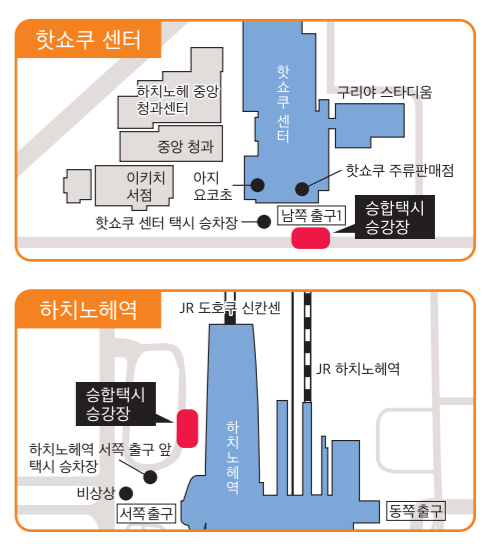 핫쇼쿠 센터
하치노헤 중앙
청과센터
핫쇼쿠 센터
구리야 스타디움
중앙 청과
이키치
서점
아지
요코초
핫쇼쿠 주류판매점
핫쇼쿠 센터 택시 승차장
남쪽 출구1
승합택시
승강장
하치노헤역
JR 도호쿠 신칸센
JR 하치노헤역
승합택시
승강장
하치노헤역
하치노헤역 서쪽 출구 앞
택시 승차장
비상상
서쪽출구
동쪽출구